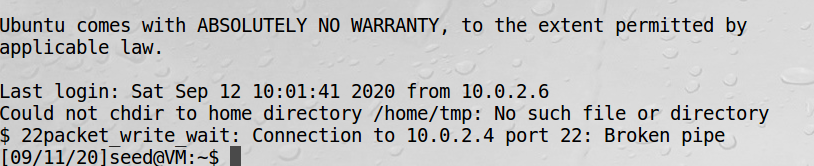 Ubuntu comes with ABSOLUTELY NO WARRANTY, to the extent permitted by
applicable law.
Last login: Sat Sep 12 10:01:41 2020 from 10.0.2.6
Could not chdir to home directory /home/tmp: No such file or directory
$ 22packet_write_wait: Connection to 10.0.2.4 port 22: Broken pipe
[09/11/20]seed@VM:~$